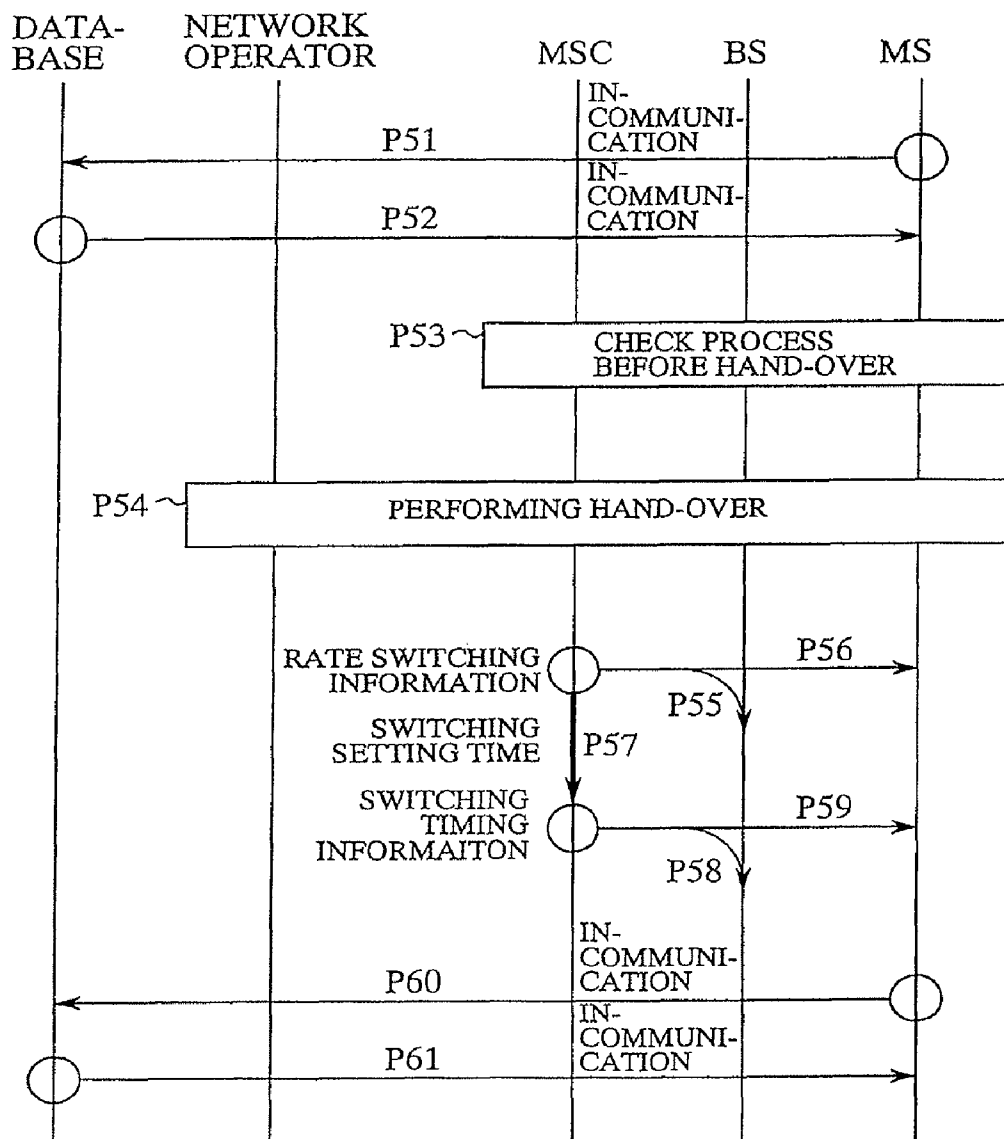 DATA-
BASE
NETWORK
OPERATOR
MSC
BS
MS
IN-
COMMUNI-
CATION
P51
IN-
COMMUNI-
CATION
P52
P53
CHECK PROCESS
BEFORE HAND-OVER
P54
PERFORMING HAND-OVER
RATE SWITCHING
INFORMATION
P56
P55
SWITCHING
SETTING TIME
P57
SWITCHING
TIMING
INFORMAITON
P59
P58
IN-
COMMUNI-
CATION
P60
IN-
COMMUNI-
CATION
P61